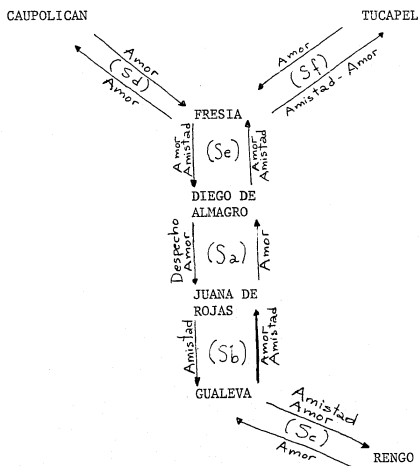 CAUPOLICAN TUCAPEL
Amor
(Sd)
Amor
Amor
(Sf)
Amistad-Amor
FRESIA
Amor
Amistad
(Se)
Amor
Amistad
DIEGO DE
ALMAGRO
Despecho
Amor
(Sa)
Amor
JUANA DE
ROJAS
Amistad
(Sb)
Amor
Amistad
GUALEVA
Amistad
Amor
(Sc)
Amor
RENGO